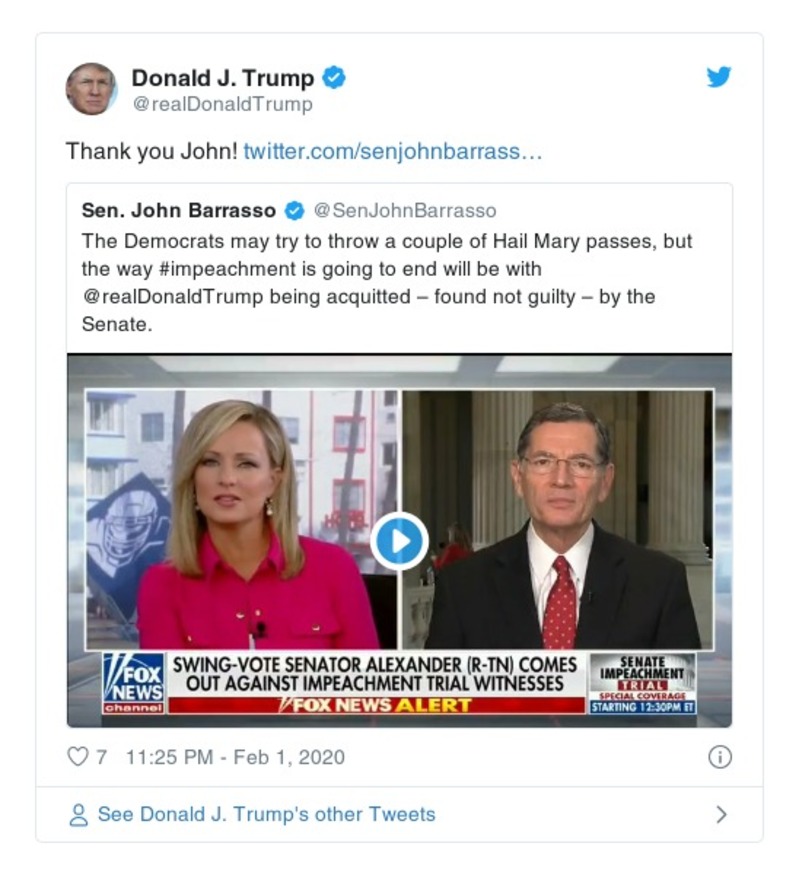 Donald J. Trump
@realDonaldTrump
Thank you John! twitter.com/senjohnbarrass…
Sen. John Barrasso @SenJohnBarrasso
The Democrats may try to throw a couple of Hail Mary passes, but
the way #impeachment is going to end will be with
@realDonaldTrump being acquitted – found not guilty – by the
Senate.
FOX
NEWS
channel
SWING-VOTE SENATOR ALEXANDER (R-TN) COMES
OUT AGAINST IMPEACHMENT TRIAL WITNESSES
FOX NEWS ALERT
SENATE
IMPEACHMENT
TRIAL
SPECIAL COVERAGE
STARTING 12:30PM ET
7 11:25 PM - Feb 1, 2020
See Donald J. Trump's other Tweets